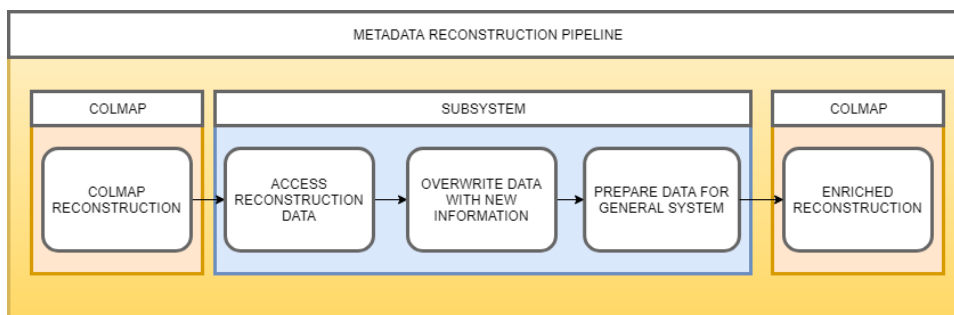 METADATA RECONSTRUCTION PIPELINE
COLMAP
SUBSYSTEM
COLMAP
COLMAP
RECONSTRUCTION
ACCESS
RECONSTRUCTION
DATA
OVERWRITE DATA
WITH NEW
INFORMATION
PREPARE DATA FOR
GENERAL SYSTEM
ENRICHED
RECONSTRUCTION